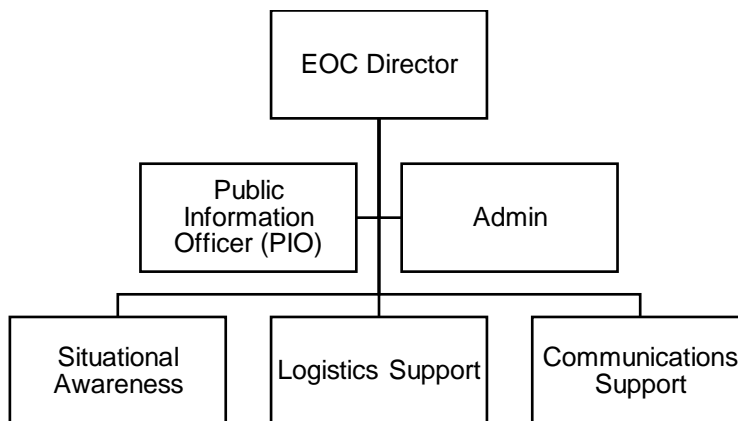 EOC Director
Public
Information
Officer (PIO)
Admin
Situational
Awareness
Logistics Support
Communications
Support